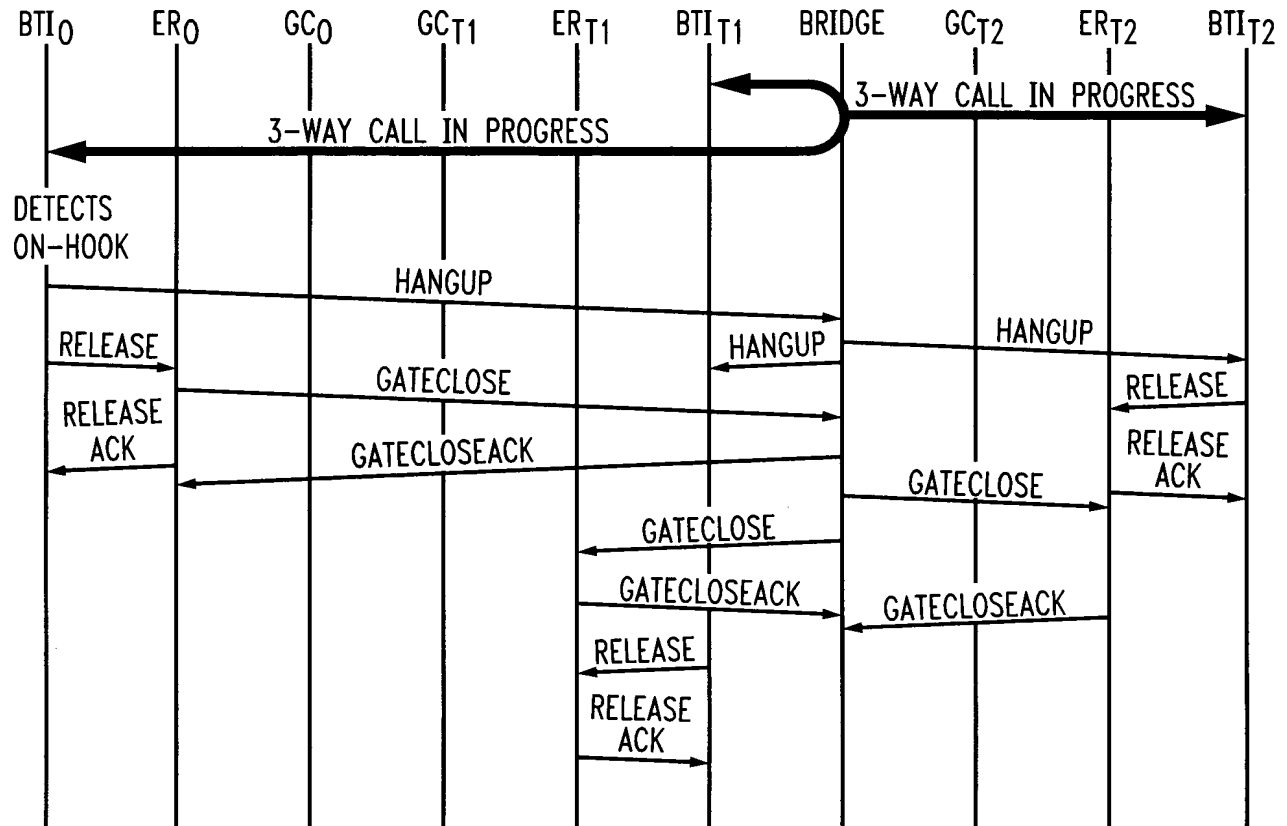 BTI0 ER0 GC0 GCT1 ERT1 BTIT1 BRIDGE GCT2 ERT2 BTIT2
3-WAY CALL IN PROGRESS
3-WAY CALL IN PROGRESS
DETECTS
ON-HOOK
HANGUP
HANGUP
HANGUP
RELEASE
GATECLOSE
RELEASE
RELEASE
ACK
GATECLOSEACK
RELEASE
ACK
GATECLOSE
GATECLOSE
GATECLOSEACK
GATECLOSEACK
RELEASE
RELEASE
ACK